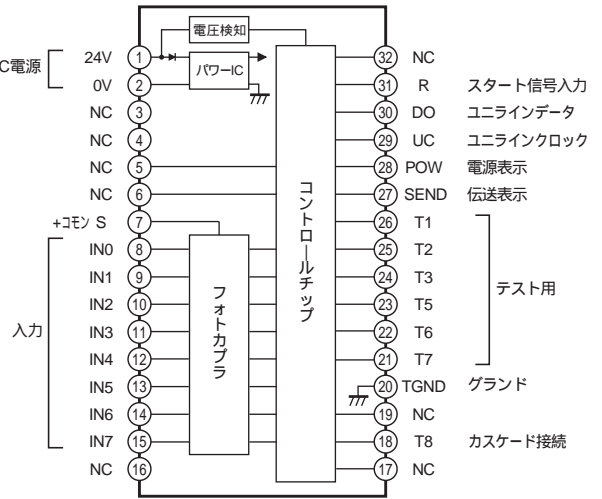 電圧検知
24V 1 パワーIC 32 NC
C電源
0V 2 31 R スタート信号入力
NC 3 30 DO ユニラインデータ
NC 4 29 UC ユニラインクロック
NC 5 28 POW 電源表示
NC 6 27 SEND 伝送表示
+コモン S 7 26 T1
IN0 8 25 T2
IN1 9 24 T3
テスト用
IN2 10 23 T5
入力
IN3 11 22 T6
IN4 12 21 T7
IN5 13 20 TGND グランド
IN6 14 19 NC
IN7 15 18 T8 カスケード接続
NC 16 17 NC
フォトカプラ
コントロールチップ